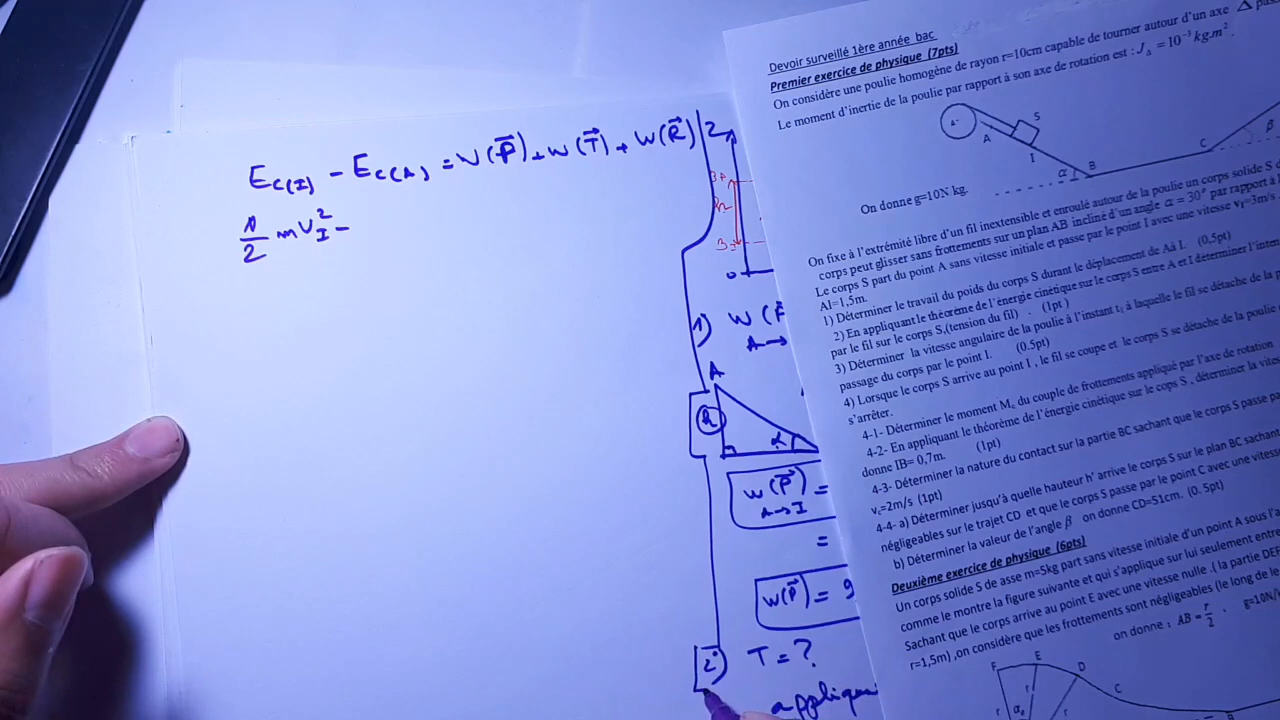 E_C(I) - E_C(A) = W(P⃗) + W(T⃗) + W(R⃗)
1/2 m V_I² -
2
3+
h
3-
0
1) W(P
A →
A
h
α
W(P⃗) =
A → I
=
W(P⃗) = 9
2°) T = ?
applique
Devoir surveillé 1ère année bac
Premier exercice de physique (7pts)
On considère une poulie homogène de rayon r=10cm capable de tourner autour d'un axe Δ
Le moment d'inertie de la poulie par rapport à son axe de rotation est : J_Δ = 10⁻³ kg.m².
A S I α B C β
On donne g=10N kg.
On fixe à l'extrémité libre d'un fil inextensible et enroulé autour de la poulie un corps solide S
corps peut glisser sans frottements sur un plan AB incliné d'un angle α = 30° par rapport à
Le corps S part du point A sans vitesse initiale et passe par le point I avec une vitesse v_I=3m/s
AI=1,5m.
1) Déterminer le travail du poids du corps S durant le déplacement de Aà I. (0,5pt)
2) En appliquant le théorème de l'énergie cinétique sur le corps S entre A et I déterminer
par le fil sur le corps S,(tension du fil) . (1pt )
3) Déterminer la vitesse angulaire de la poulie à l'instant t₁ à laquelle le fil se détache de la
passage du corps par le point I. (0.5pt)
4) Lorsque le corps S arrive au point I , le fil se coupe et le corps S se détache de la poulie
s'arrêter.
4-1- Déterminer le moment M_c du couple de frottements appliqué par l'axe de rotation
4-2- En appliquant le théorème de l'énergie cinétique sur le cops S , déterminer la
donne IB= 0,7m. (1pt)
4-3- Déterminer la nature du contact sur la partie BC sachant que le corps S passe
v_c=2m/s (1pt)
4-4- a) Déterminer jusqu'à quelle hauteur h' arrive le corps S sur le plan BC sachant
négligeables sur le trajet CD et que le corps S passe par le point C avec une
b) Déterminer la valeur de l'angle β on donne CD=51cm. (0. 5pt)
Deuxième exercice de physique (6pts)
Un corps solide S de asse m=5kg part sans vitesse initiale d'un point A sous
comme le montre la figure suivante et qui s'applique sur lui seulement
Sachant que le corps arrive au point E avec une vitesse nulle .( la partie
r=1,5m) ,on considère que les frottements sont négligeables (le long de
on donne : AB = r/2 , g=10N/
F E D C
r r r α₀